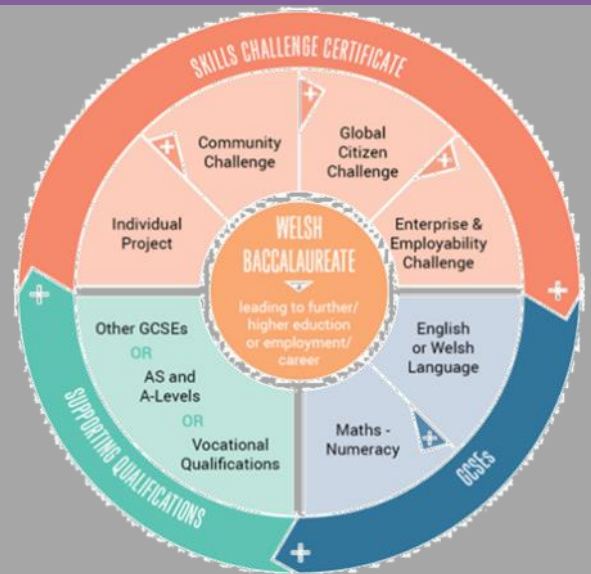 SKILLS CHALLENGE CERTIFICATE
Community
Challenge
Global
Citizen
Challenge
Individual
Project
Enterprise &
Employability
Challenge
WELSH
BACCALAUREATE
leading to further/
higher eduction
or employment/
career
Other GCSEs
OR
AS and
A-Levels
OR
Vocational
Qualifications
English
or Welsh
Language
Maths -
Numeracy
SUPPORTING QUALIFICATIONS
GCSEs